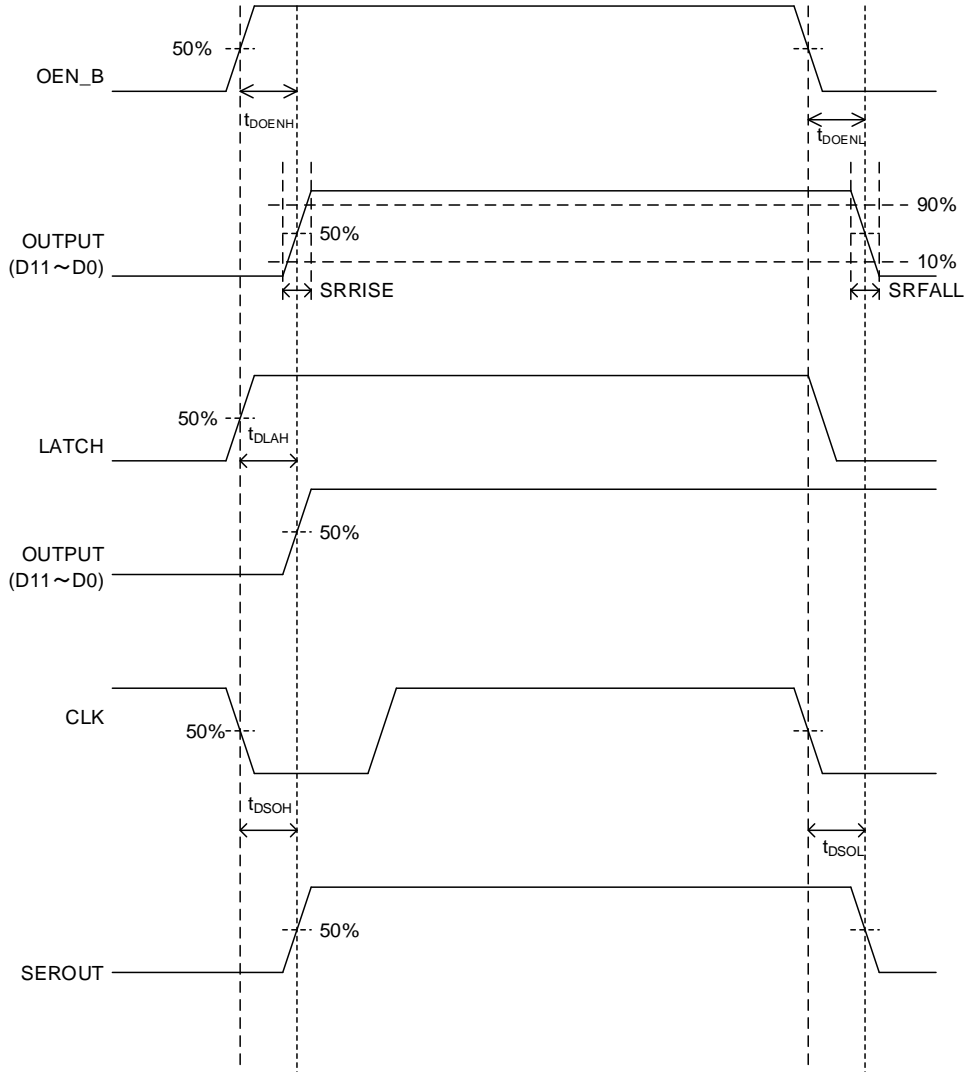 50%
OEN_B
tDOENH
tDOENL
90%
OUTPUT
(D11～D0)
50%
10%
SRRISE
SRFALL
50%
LATCH
tDLAH
OUTPUT
(D11～D0)
50%
CLK
50%
tDSOH
tDSOL
50%
SEROUT